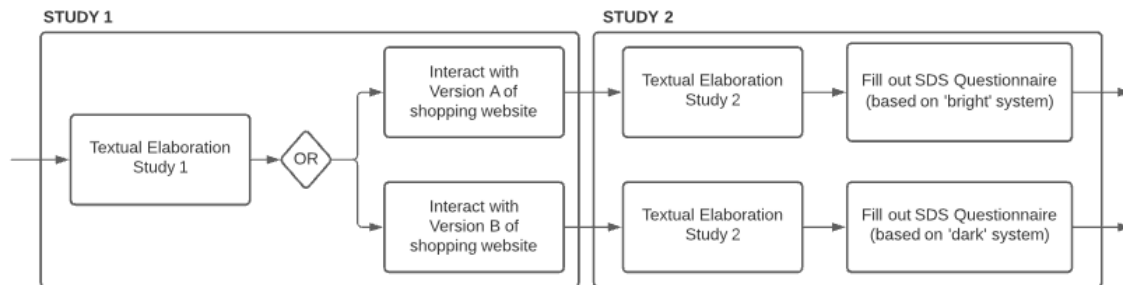 STUDY 1
Textual Elaboration
Study 1
OR
Interact with
Version A of
shopping website
Interact with
Version B of
shopping website
STUDY 2
Textual Elaboration
Study 2
Fill out SDS Questionnaire
(based on 'bright' system)
Textual Elaboration
Study 2
Fill out SDS Questionnaire
(based on 'dark' system)